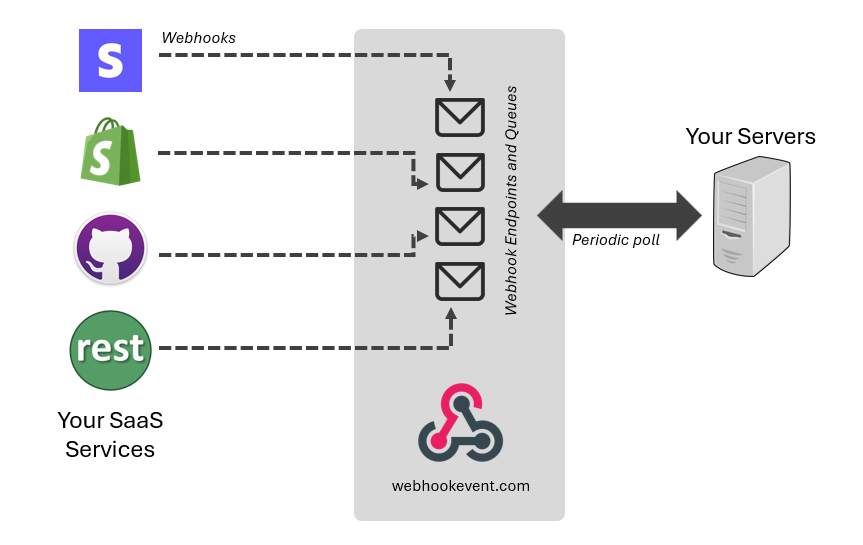 Webhooks
S
S
rest
Your SaaS
Services
Webhook Endpoints and Queues
webhookevent.com
Periodic poll
Your Servers